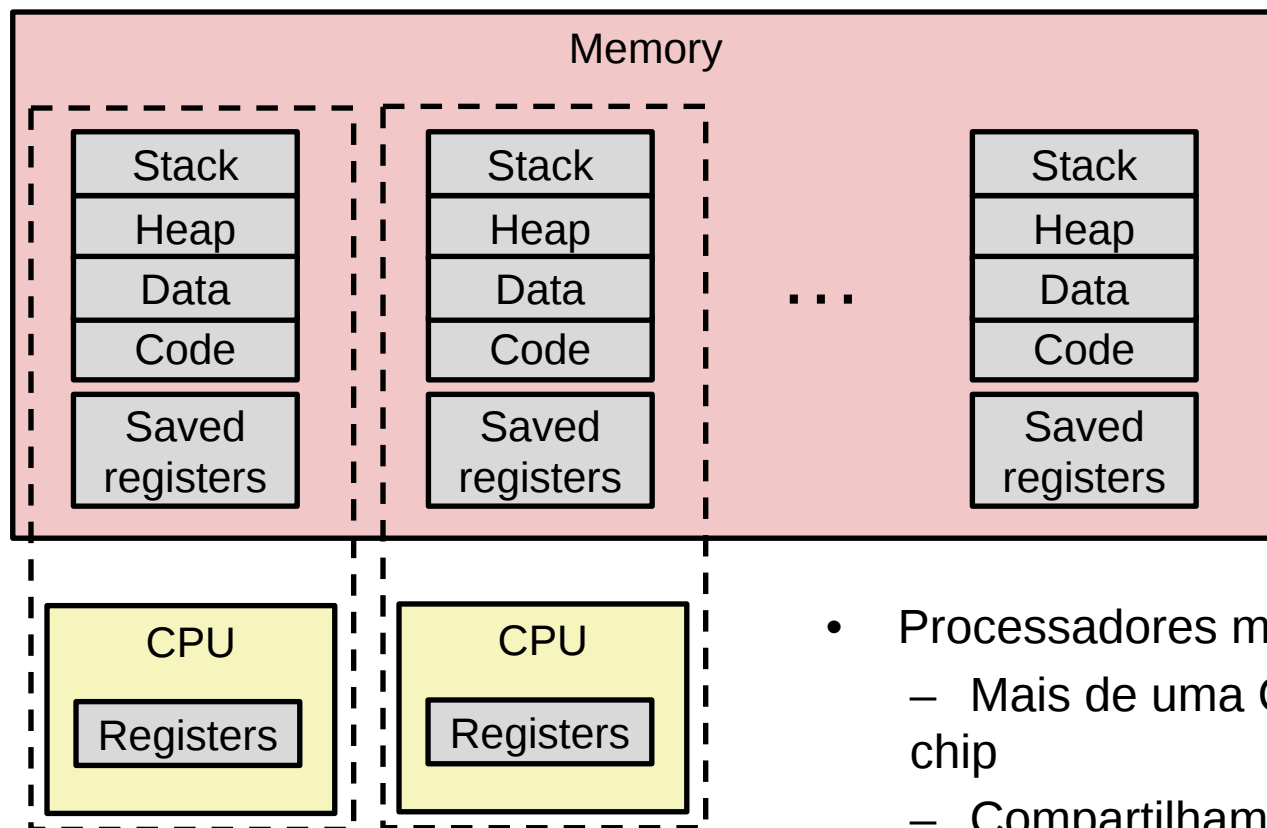 Memory
Stack
Heap
Data
Code
Saved
registers
Stack
Heap
Data
Code
Saved
registers
...
Stack
Heap
Data
Code
Saved
registers
CPU
Registers
CPU
Registers
• Processadores
– Mais de uma
chip
– Compartilham